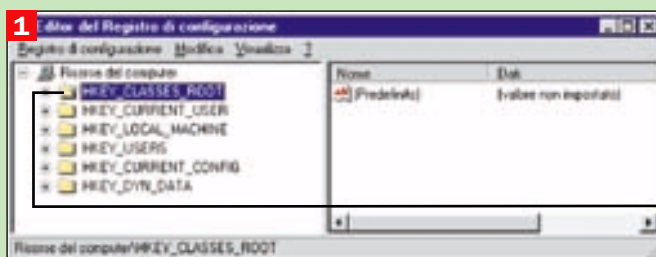 1
Editor del Registro di configurazione
Registro di configurazione Modifica Visualizza ?
Risorse del computer
HKEY_CLASSES_ROOT
HKEY_CURRENT_USER
HKEY_LOCAL_MACHINE
HKEY_USERS
HKEY_CURRENT_CONFIG
HKEY_DYN_DATA
Nome Dati
ab (Predefinito) (valore non impostato)
Risorse del computer\HKEY_CLASSES_ROOT